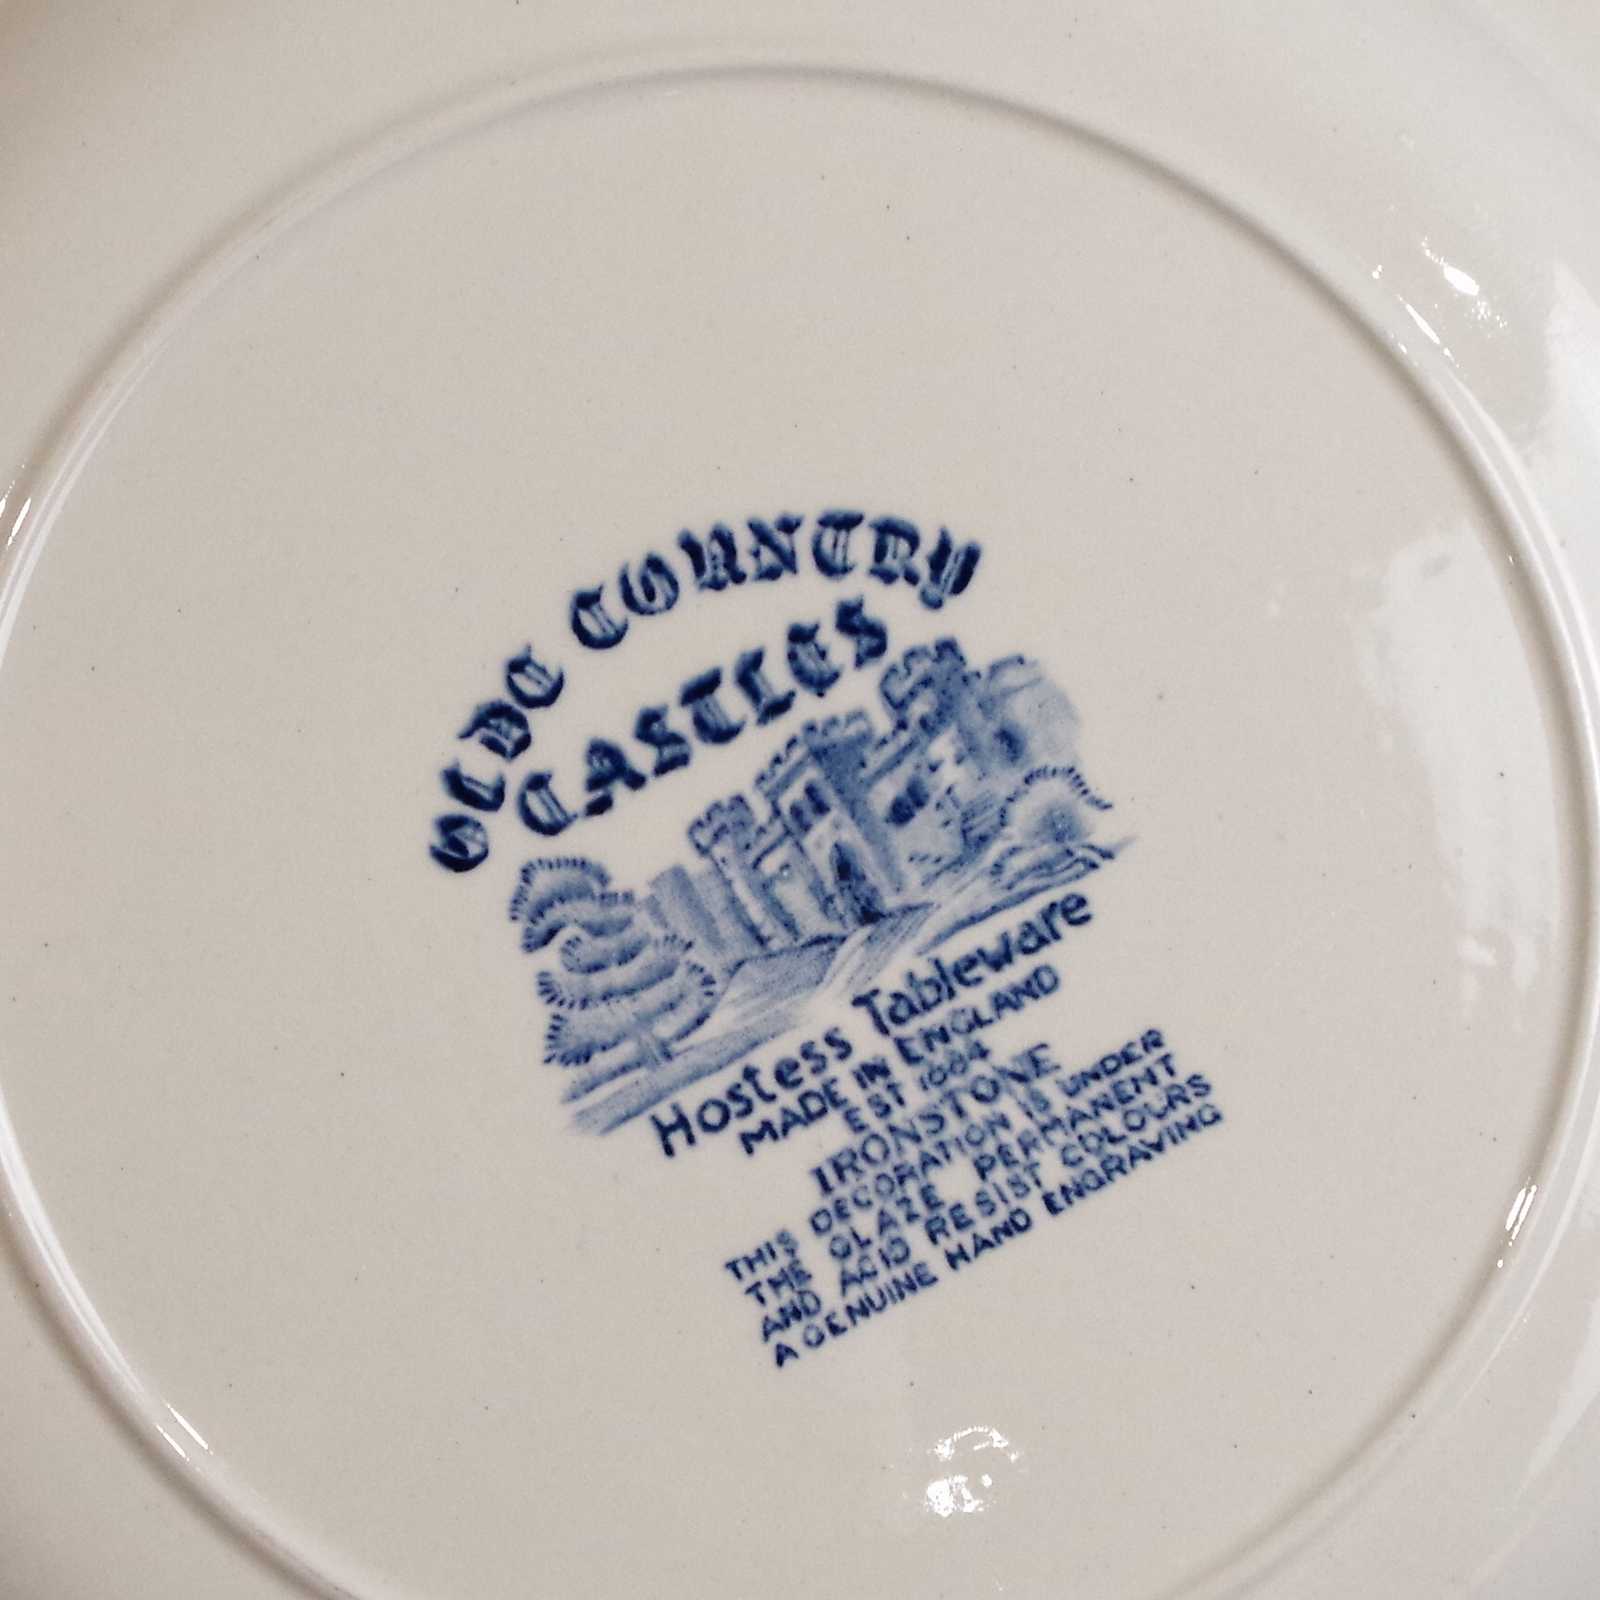 OLDE COUNTRY
CASTLES
Hostess Tableware
MADE IN ENGLAND
EST 1884
IRONSTONE
THIS DECORATION IS UNDER
THE GLAZE PERMANENT
AND ACID RESIST COLOURS
A GENUINE HAND ENGRAVING